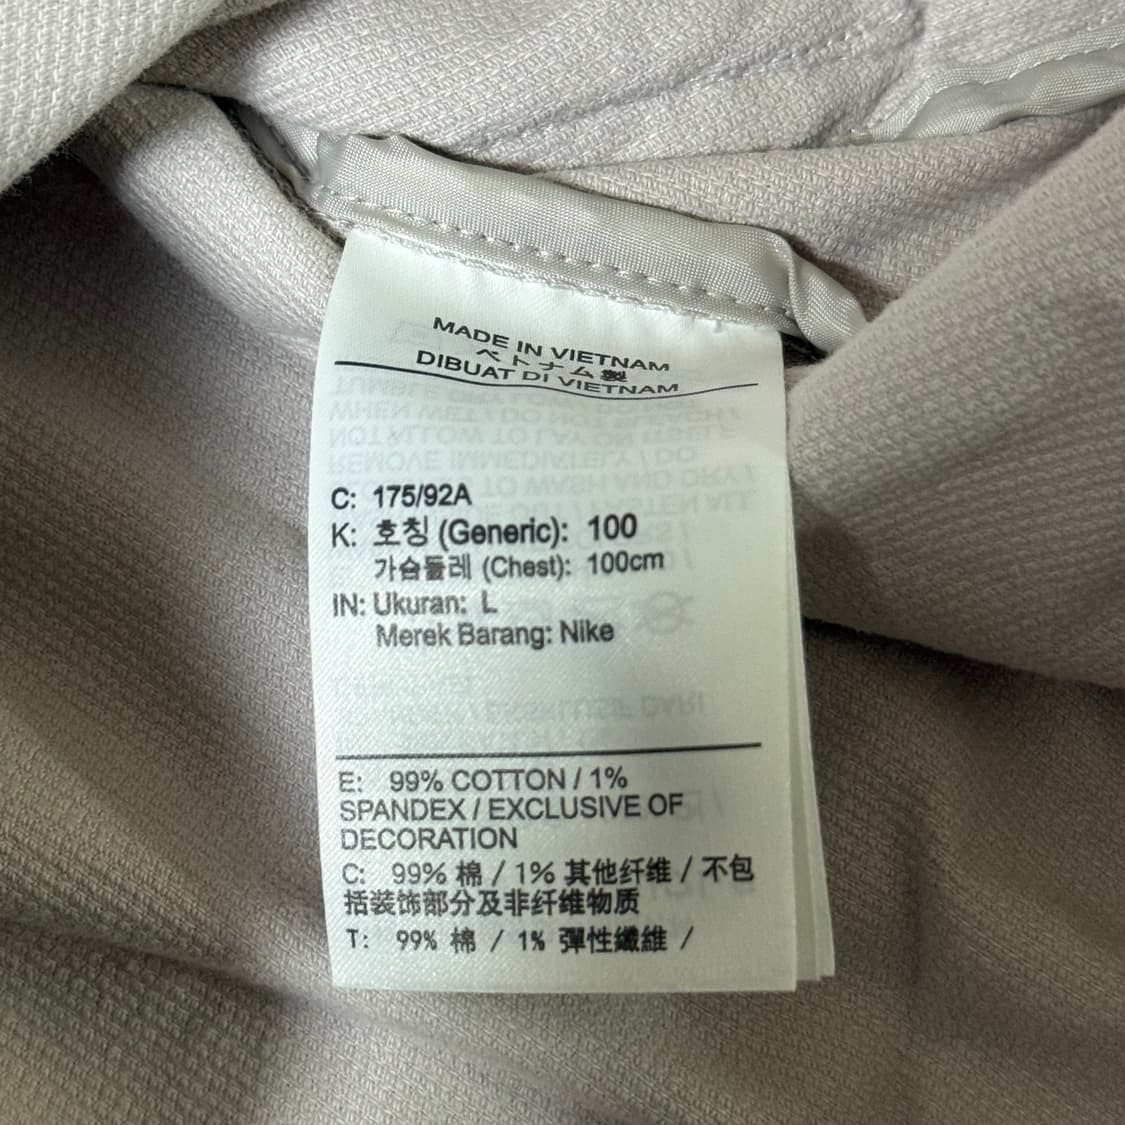 MADE IN VIETNAM
ベトナム製
DIBUAT DI VIETNAM
C: 175/92A
K: 호칭 (Generic): 100
가슴둘레 (Chest): 100cm
IN: Ukuran: L
Merek Barang: Nike
E: 99% COTTON / 1%
SPANDEX / EXCLUSIVE OF
DECORATION
C: 99% 棉 / 1% 其他纤维 / 不包
括装饰部分及非纤维物质
T: 99% 棉 / 1% 彈性纖維 /